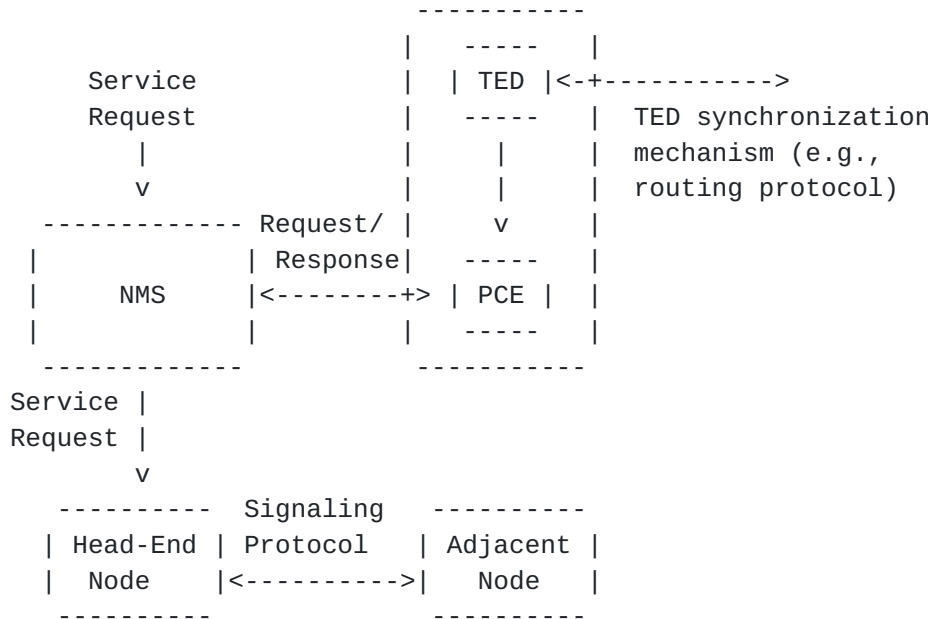 -----------
                          |   -----   |
     Service              |  | TED |<-+----------->
     Request              |   -----   |  TED synchronization
        |                 |     |     |  mechanism (e.g.,
        v                 |     |     |  routing protocol)
  ------------- Request/  |     v     |
 |             | Response |   -----   |
 |     NMS     |<--------+> | PCE |  |
 |             |          |   -----   |
  -------------            -----------
Service |
Request |
        v
   ----------  Signaling   ----------
  | Head-End | Protocol   | Adjacent |
  |  Node    |<---------->|   Node   |
   ----------              ----------